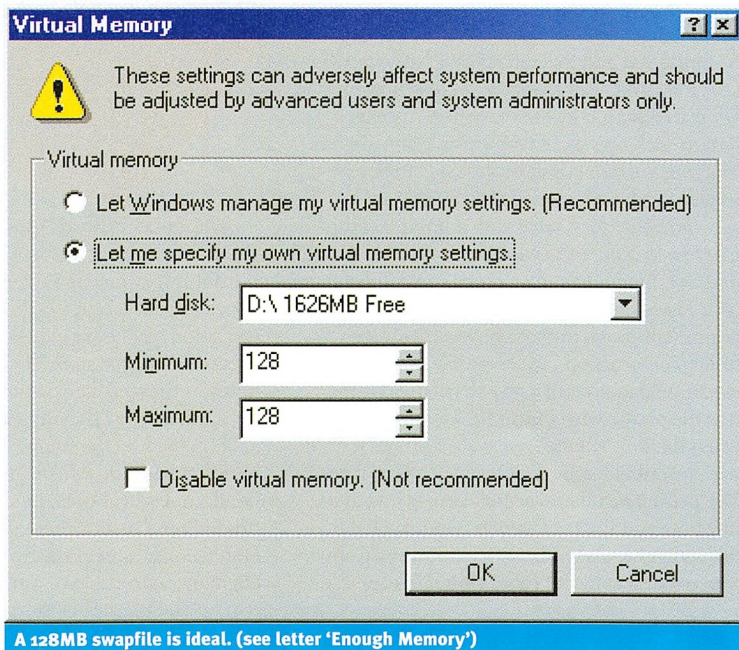 Virtual Memory
These settings can adversely affect system performance and should
be adjusted by advanced users and system administrators only.
Virtual memory
Let Windows manage my virtual memory settings. (Recommended)
Let me specify my own virtual memory settings.
Hard disk:
D:\ 1626MB Free
Minimum:
128
Maximum:
128
Disable virtual memory. (Not recommended)
OK
Cancel
A 128MB swapfile is ideal. (see letter ‘Enough Memory’)